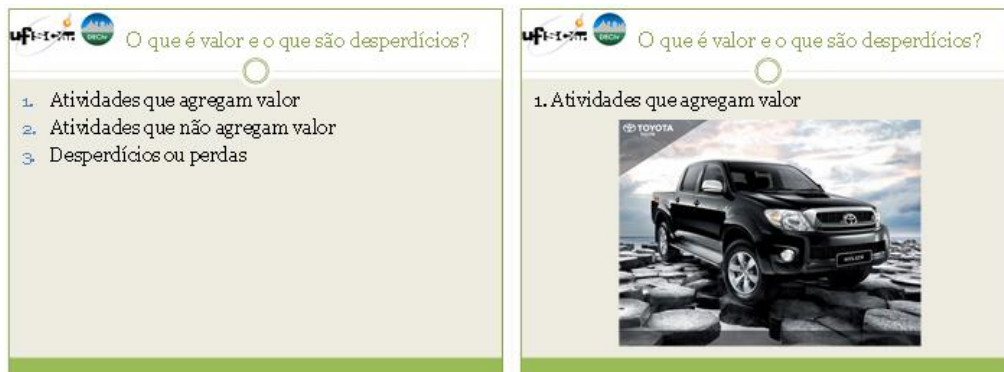 ufscar DECiv
O que é valor e o que são desperdícios?
1. Atividades que agregam valor
2. Atividades que não agregam valor
3. Desperdícios ou perdas
ufscar DECiv
O que é valor e o que são desperdícios?
1. Atividades que agregam valor
TOYOTA
HILUX